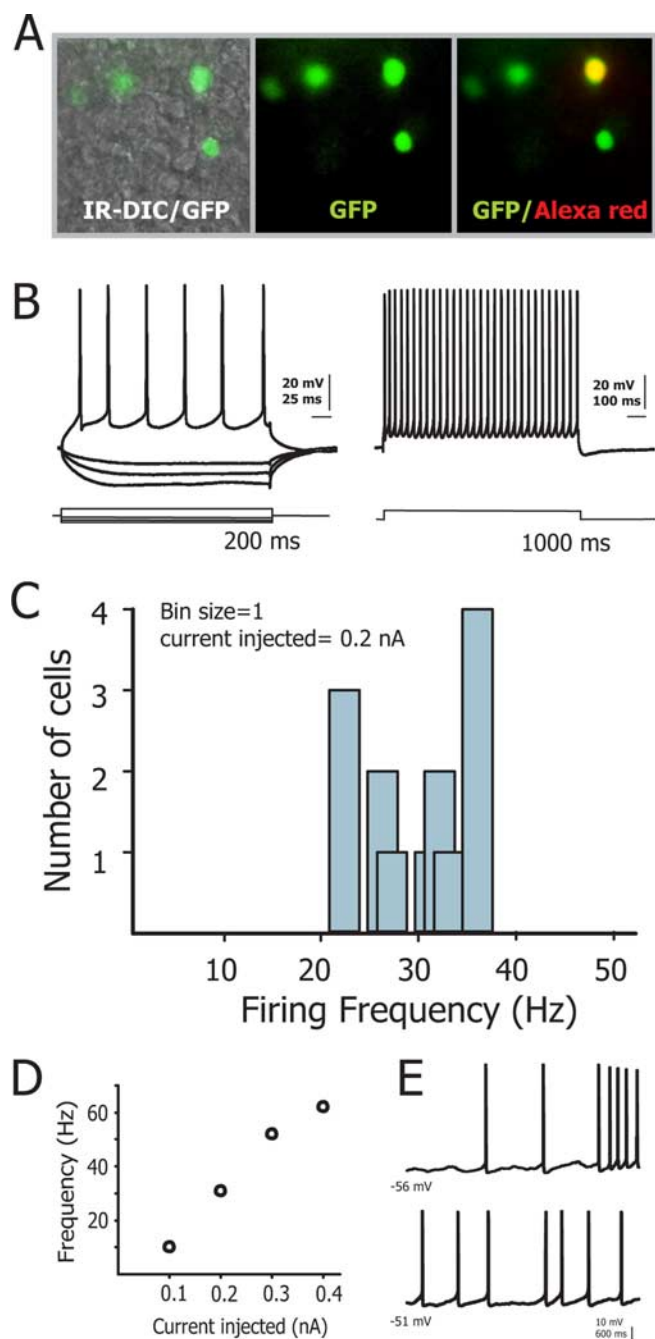 A
IR-DIC/GFP
GFP
GFP/Alexa red
B
20 mV
25 ms
200 ms
20 mV
100 ms
1000 ms
C
Bin size=1
current injected= 0.2 nA
Number of cells
4
3
2
1
10 20 30 40 50
Firing Frequency (Hz)
D
Frequency (Hz)
60
40
20
0.1 0.2 0.3 0.4
Current injected (nA)
E
-56 mV
-51 mV
10 mV
600 ms